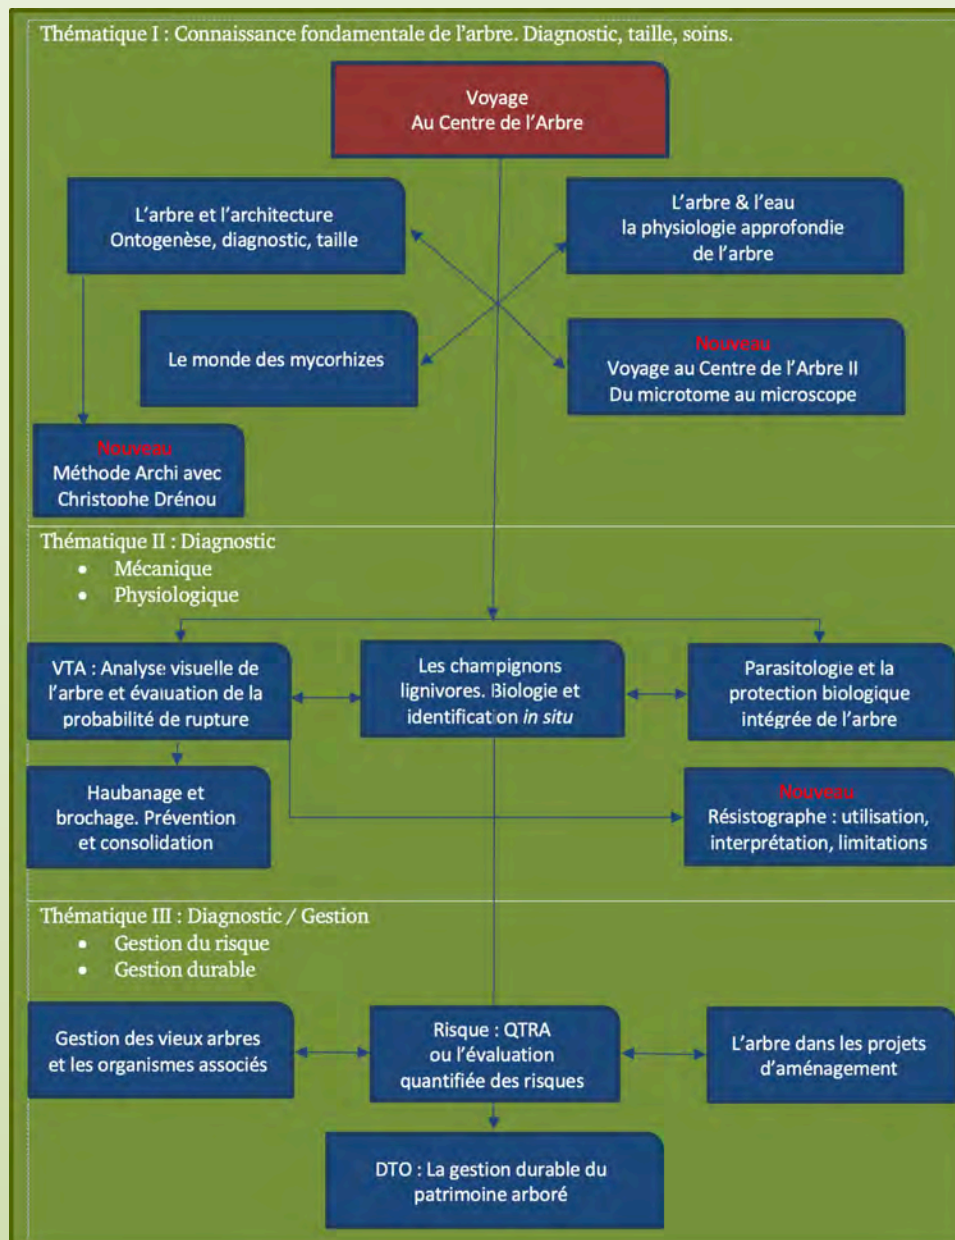 Thématique I : Connaissance fondamentale de l'arbre. Diagnostic, taille, soins.
Voyage
Au Centre de l'Arbre
L'arbre et l'architecture
Ontogenèse, diagnostic, taille
L'arbre & l'eau
la physiologie approfondie
de l'arbre
Le monde des mycorhizes
Nouveau
Voyage au Centre de l'Arbre II
Du microtome au microscope
Nouveau
Méthode Archi avec
Christophe Drénou
Thématique II : Diagnostic
• Mécanique
• Physiologique
VTA : Analyse visuelle de
l'arbre et évaluation de la
probabilité de rupture
Les champignons
lignivores. Biologie et
identification in situ
Parasitologie et la
protection biologique
intégrée de l'arbre
Haubanage et
brochage. Prévention
et consolidation
Nouveau
Résistographe : utilisation,
interprétation, limitations
Thématique III : Diagnostic / Gestion
• Gestion du risque
• Gestion durable
Gestion des vieux arbres
et les organismes associés
Risque : QTRA
ou l'évaluation
quantifiée des risques
L'arbre dans les projets
d'aménagement
DTO : La gestion durable du
patrimoine arboré